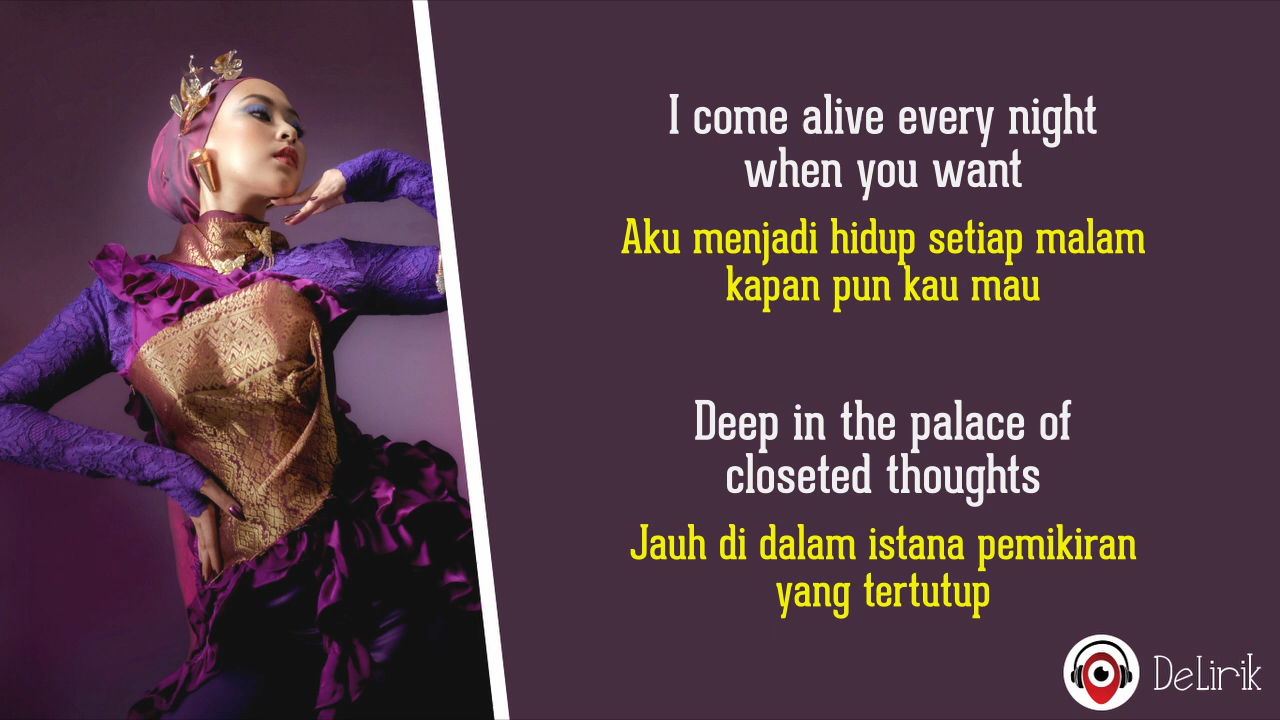 I come alive every night
when you want
Aku menjadi hidup setiap malam
kapan pun kau mau
Deep in the palace of
closeted thoughts
Jauh di dalam istana pemikiran
yang tertutup
DeLirik